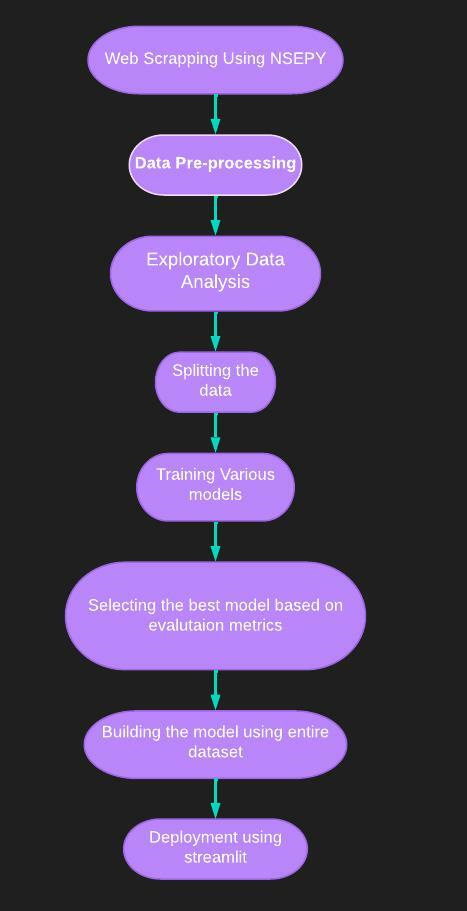 Web Scrapping Using NSEPY
Data Pre-processing
Exploratory Data
Analysis
Splitting the
data
Training Various
models
Selecting the best model based on
evalutaion metrics
Building the model using entire
dataset
Deployment using
streamlit